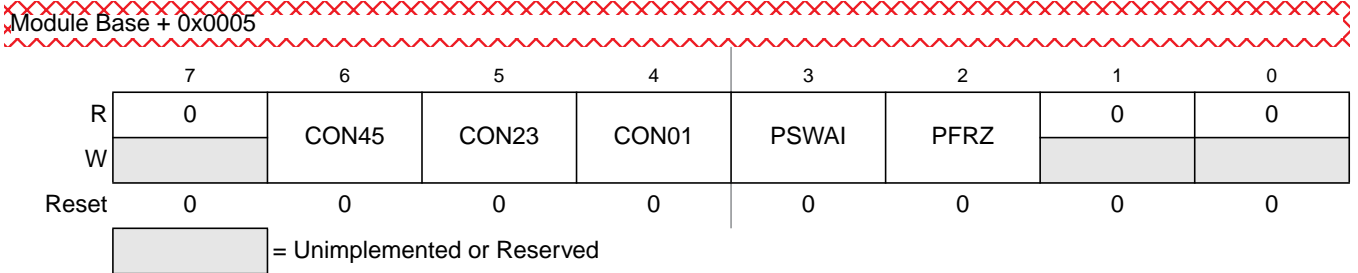 Module Base + 0x0005
7 6 5 4 3 2 1 0
R 0 CON45 CON23 CON01 PSWAI PFRZ 0 0
W
Reset 0 0 0 0 0 0 0 0
= Unimplemented or Reserved